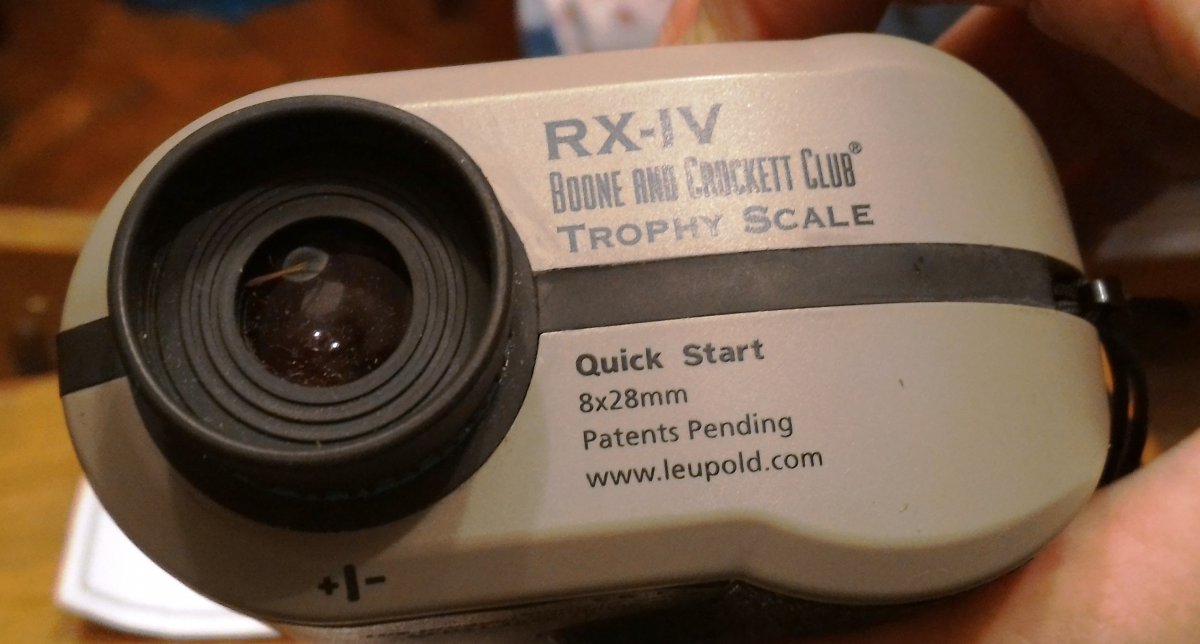 RX-IV
BOONE AND CROCKETT CLUB®
TROPHY SCALE
Quick Start
8x28mm
Patents Pending
www.leupold.com
+ -